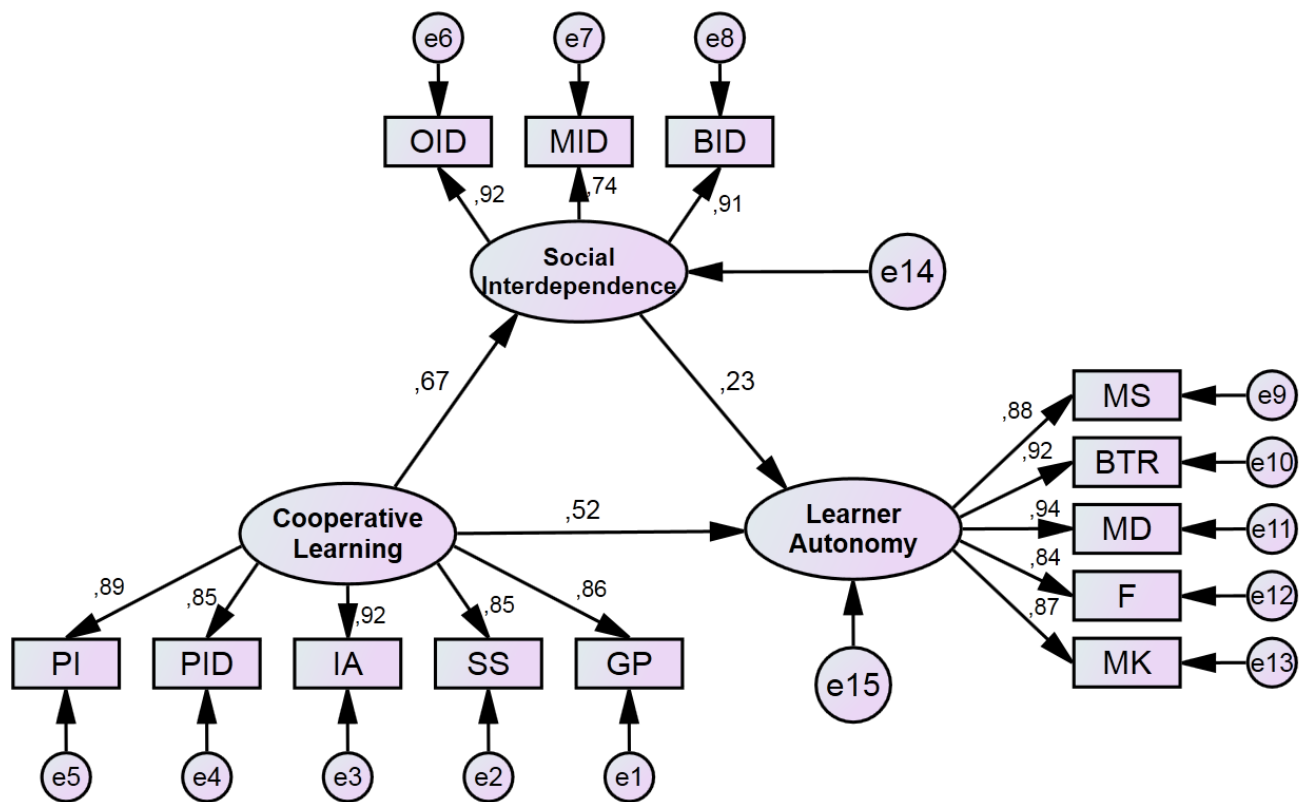 e6
e7
e8
OID
MID
BID
,92
,74
,91
Social
Interdependence
e14
,67
,23
MS
e9
,88
BTR
e10
,92
Cooperative
Learning
,52
Learner
Autonomy
,94
MD
e11
,84
F
e12
,87
MK
e13
,89
,85
,92
,85
,86
PI
PID
IA
SS
GP
e15
e5
e4
e3
e2
e1